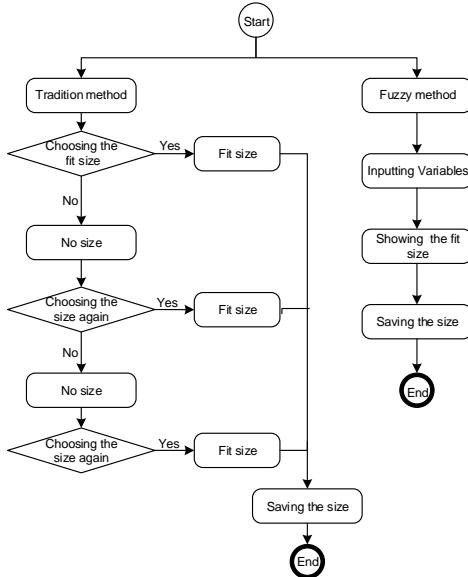 Start
Tradition method
Fuzzy method
Choosing the
fit size
Yes
Fit size
Inputting Variables
No
No size
Showing the fit
size
Choosing the
size again
Yes
Fit size
Saving the size
No
No size
End
Choosing the
size again
Yes
Fit size
Saving the size
End